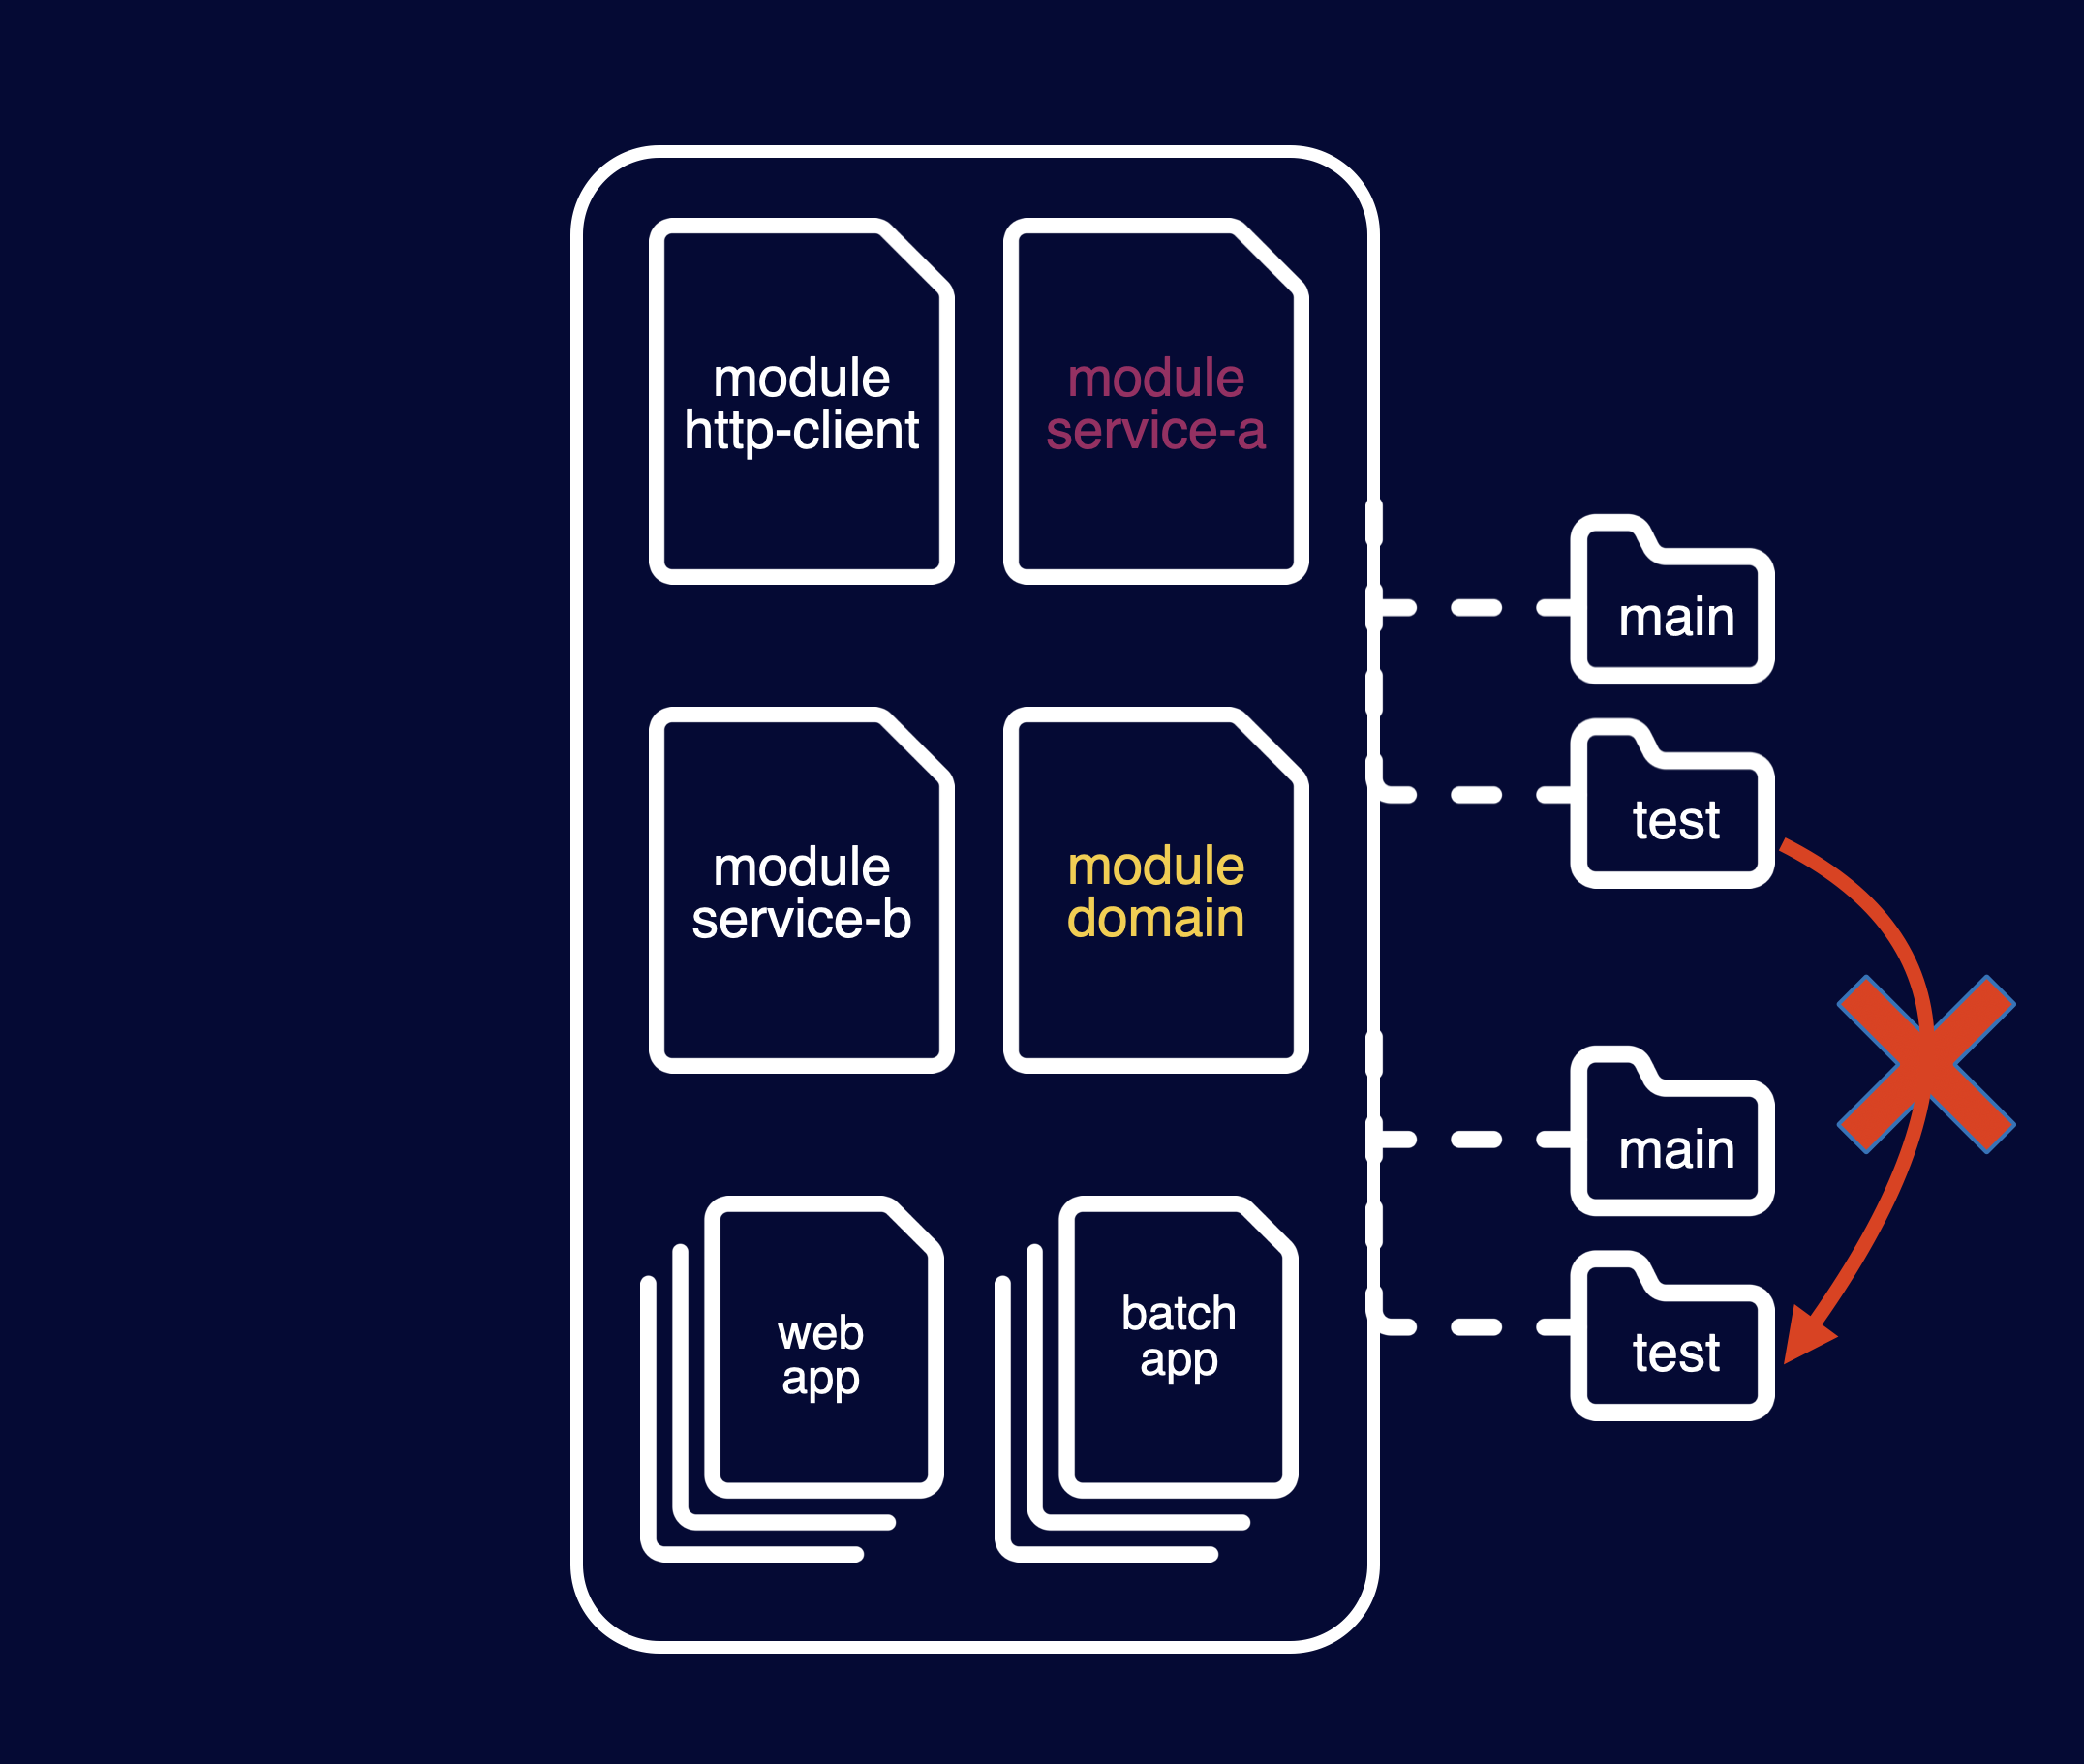 module
http-client
module
service-a
main
test
module
service-b
module
domain
main
test
web
app
batch
app